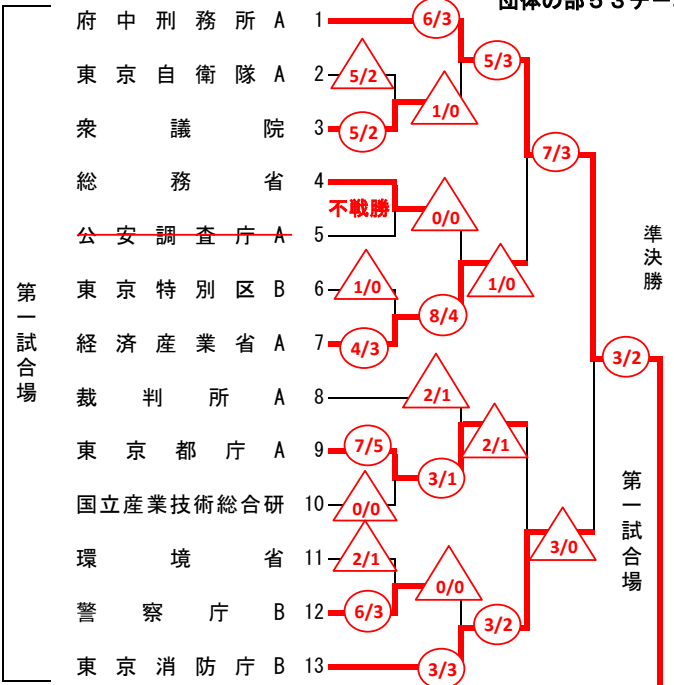 団体の部53チー
府中刑務所A 1
6/3
5/3
東京自衛隊A 2
5/2
1/0
衆議院 3
5/2
7/3
総務省 4
不戦勝
0/0
公安調査庁A 5
準決勝
東京特別区B 6
1/0
1/0
8/4
経済産業省A 7
4/3
3/2
第一試合場
裁判所A 8
2/1
東京都庁A 9
7/5
2/1
3/1
国立産業技術総合研 10
0/0
第一試合場
環境省 11
2/1
3/0
0/0
警察庁B 12
6/3
3/2
東京消防庁B 13
3/3